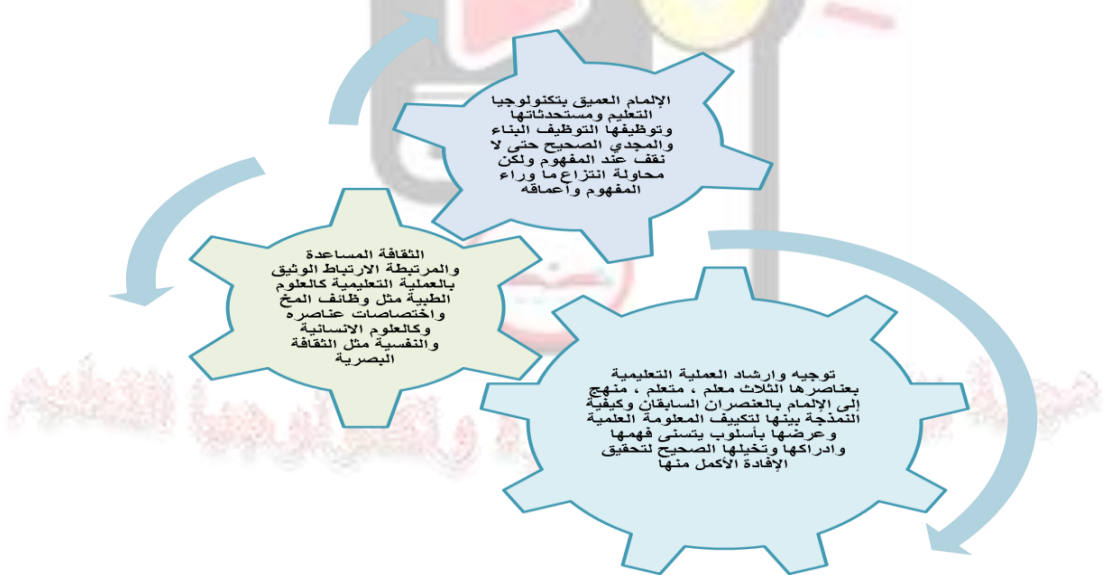 الإلمام العميق بتكنولوجيا
التعليم ومستحدثاتها
وتوظيفها التوظيف البناء
والمجدي الصحيح حتى لا
نقف عند المفهوم ولكن
محاولة انتزاع ما وراء
المفهوم وأعماقه
الثقافة المساعدة
والمرتبطة الارتباط الوثيق
بالعملية التعليمية كالعلوم
الطبية مثل وظائف المخ
واختصاصات عناصره
وكالعلوم الانسانية
والنفسية مثل الثقافة
البصرية
توجيه وارشاد العملية التعليمية
بعناصرها الثلاث معلم ، متعلم ، منهج
إلى الإلمام بالعنصران السابقان وكيفية
النمذجة بينها لتكييف المعلومة العلمية
وعرضها بأسلوب يتسنى فهمها
وادراكها وتخيلها الصحيح لتحقيق
الإفادة الأكمل منها